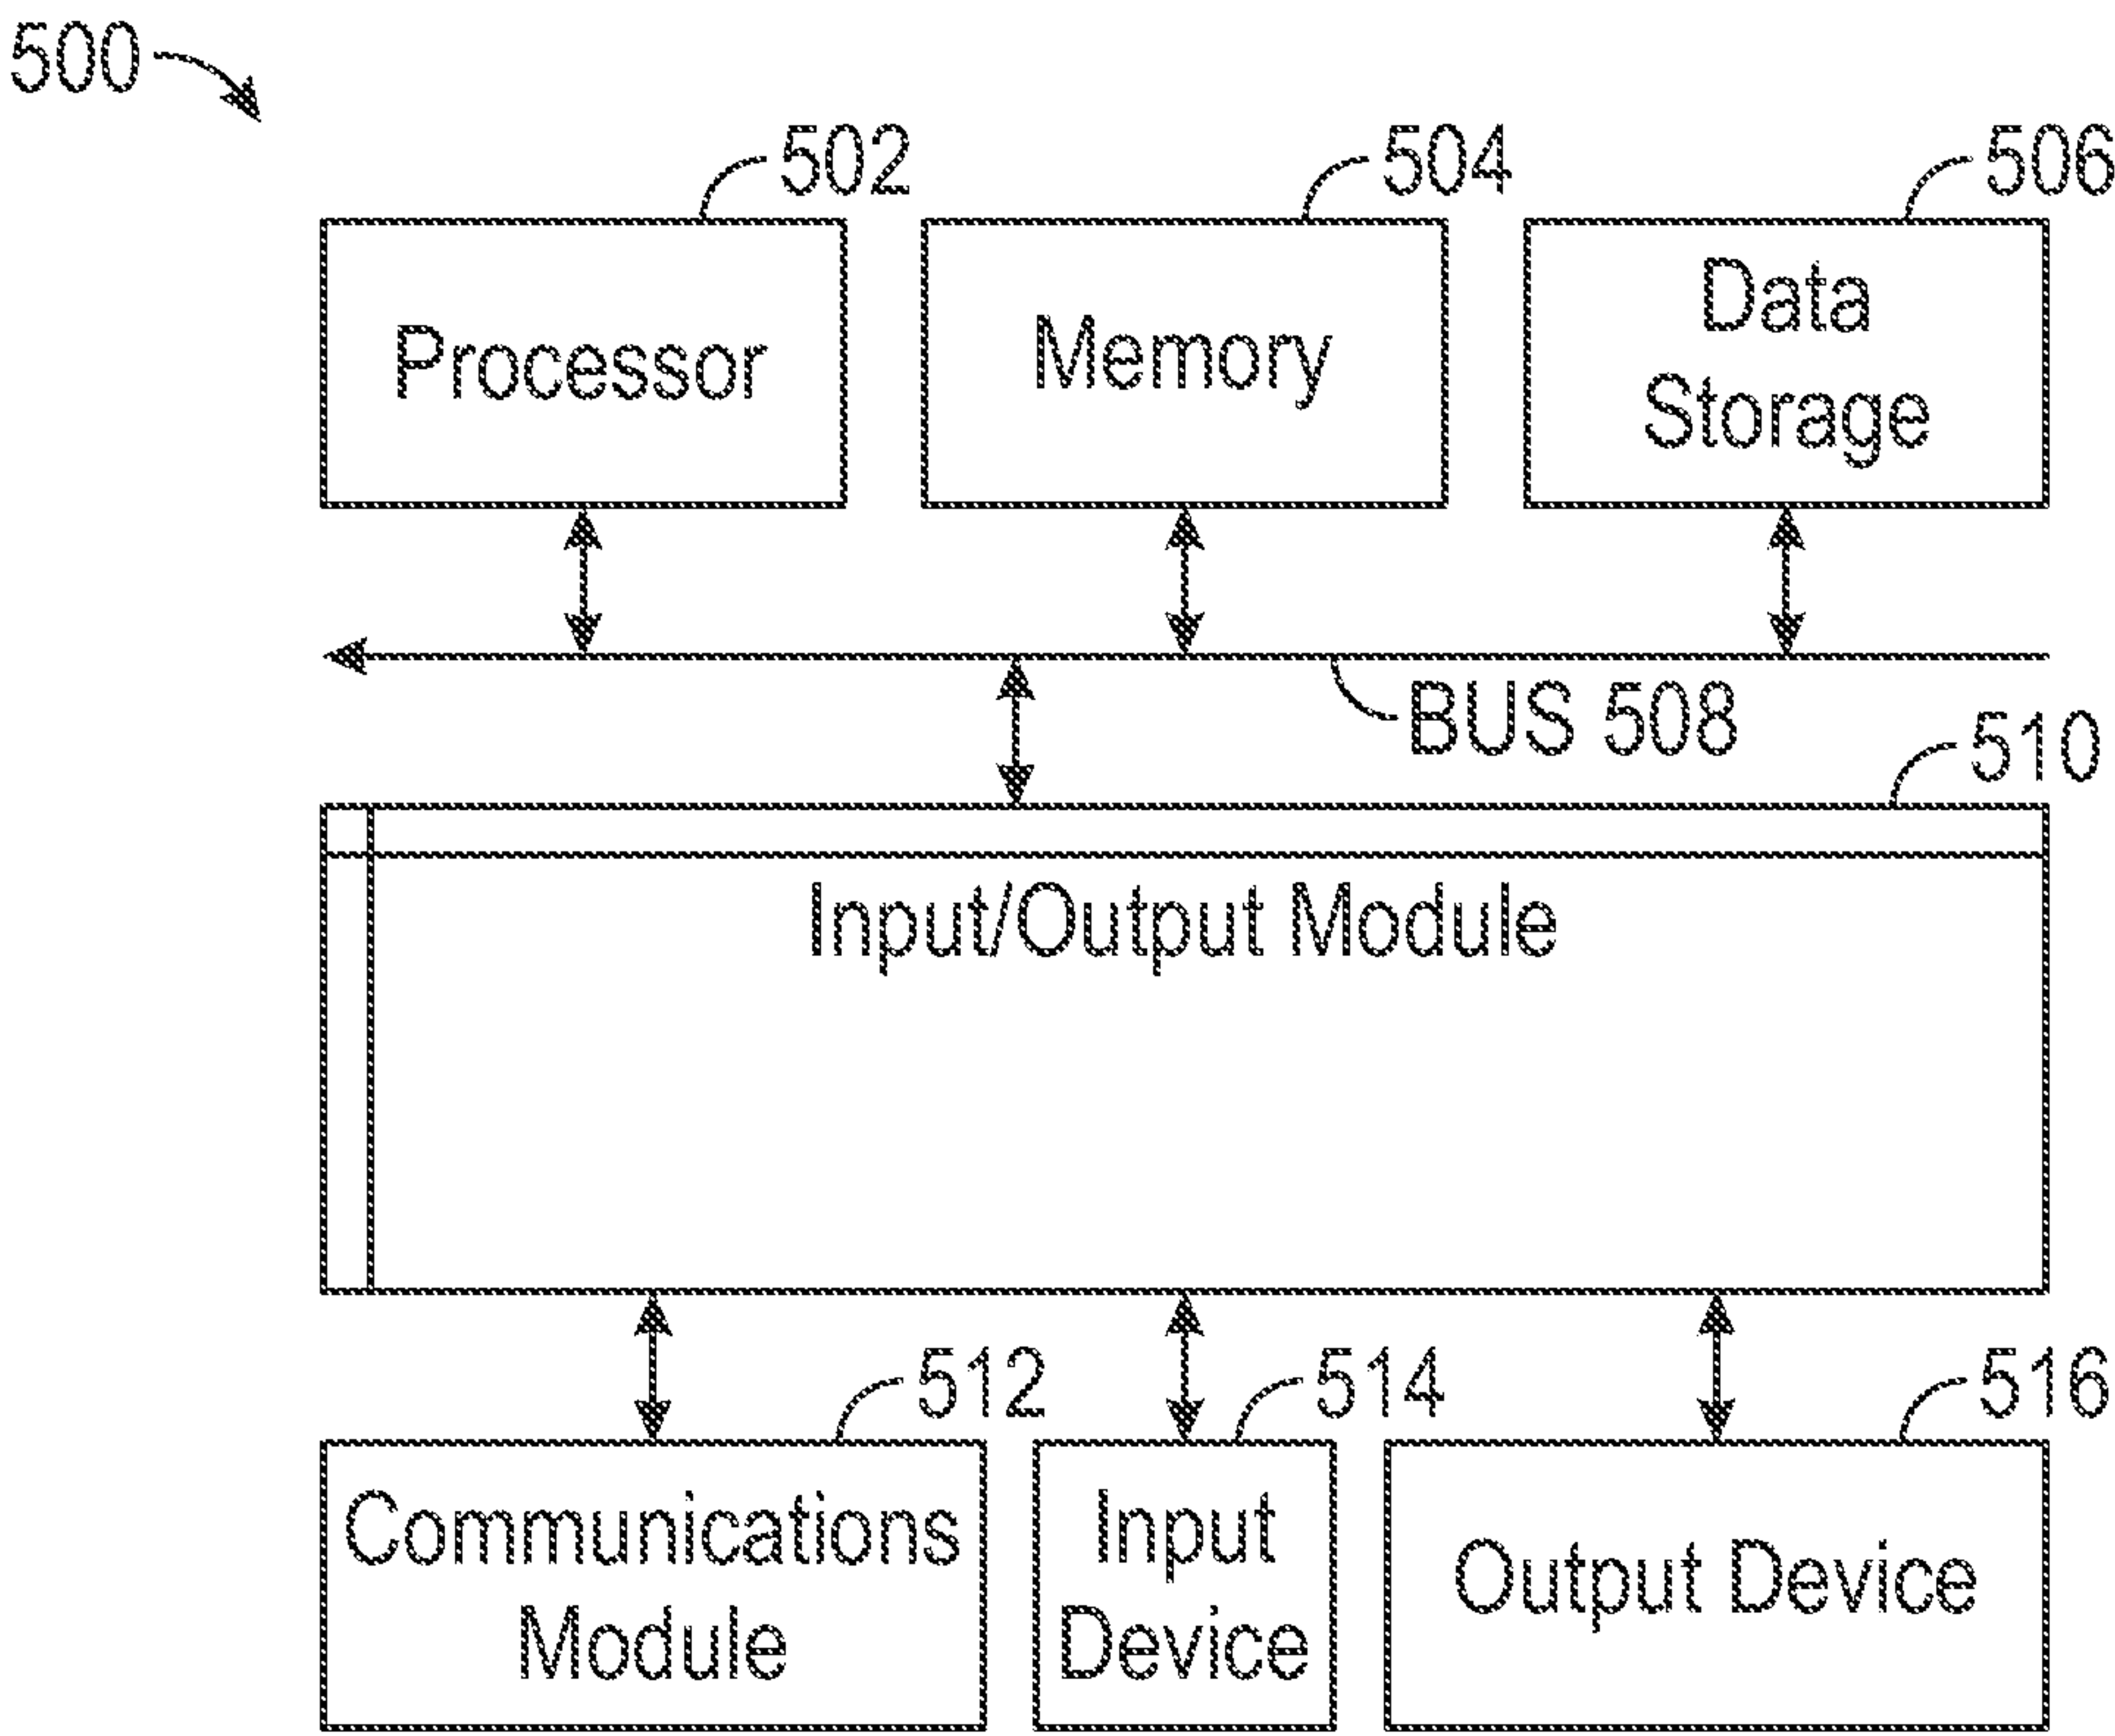 500
502
504
506
Processor
Memory
Data
Storage
BUS 508
510
Input/Output Module
512
514
516
Communications
Module
Input
Device
Output Device